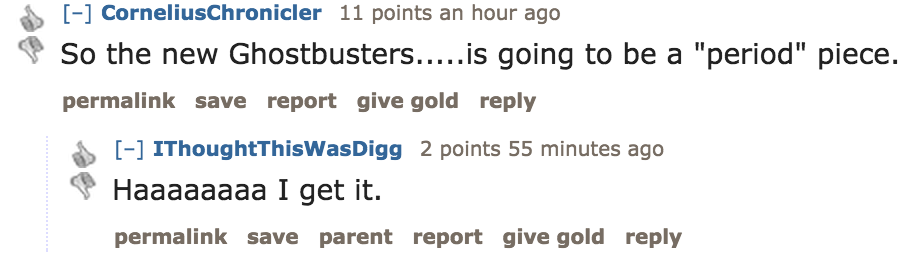 [–] CorneliusChronicler 11 points an hour ago
So the new Ghostbusters.....is going to be a "period" piece.
permalink save report give gold reply
[–] IThoughtThisWasDigg 2 points 55 minutes ago
Haaaaaaaa I get it.
permalink save parent report give gold reply